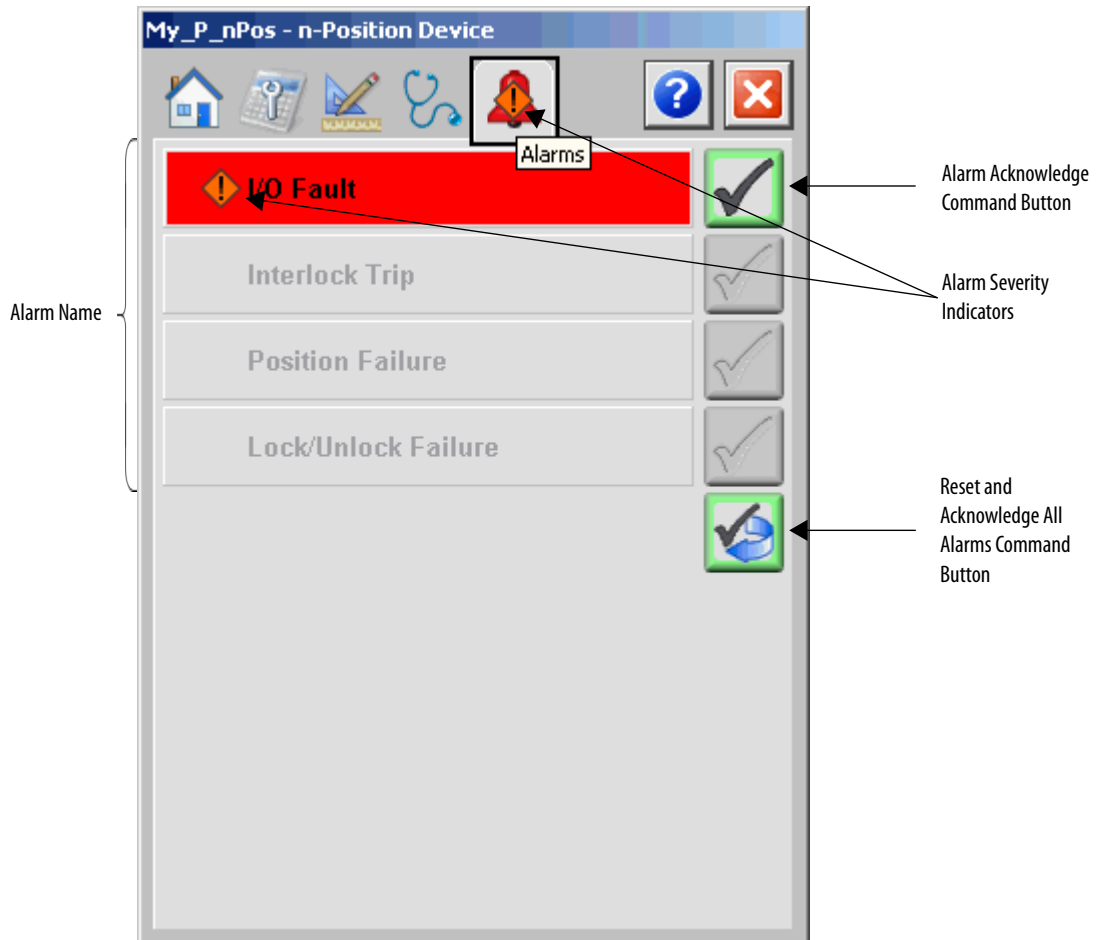 My_P_nPos - n-Position Device
Alarms
I/O Fault
Interlock Trip
Position Failure
Lock/Unlock Failure
Alarm Name
Alarm Acknowledge
Command Button
Alarm Severity
Indicators
Reset and
Acknowledge All
Alarms Command
Button